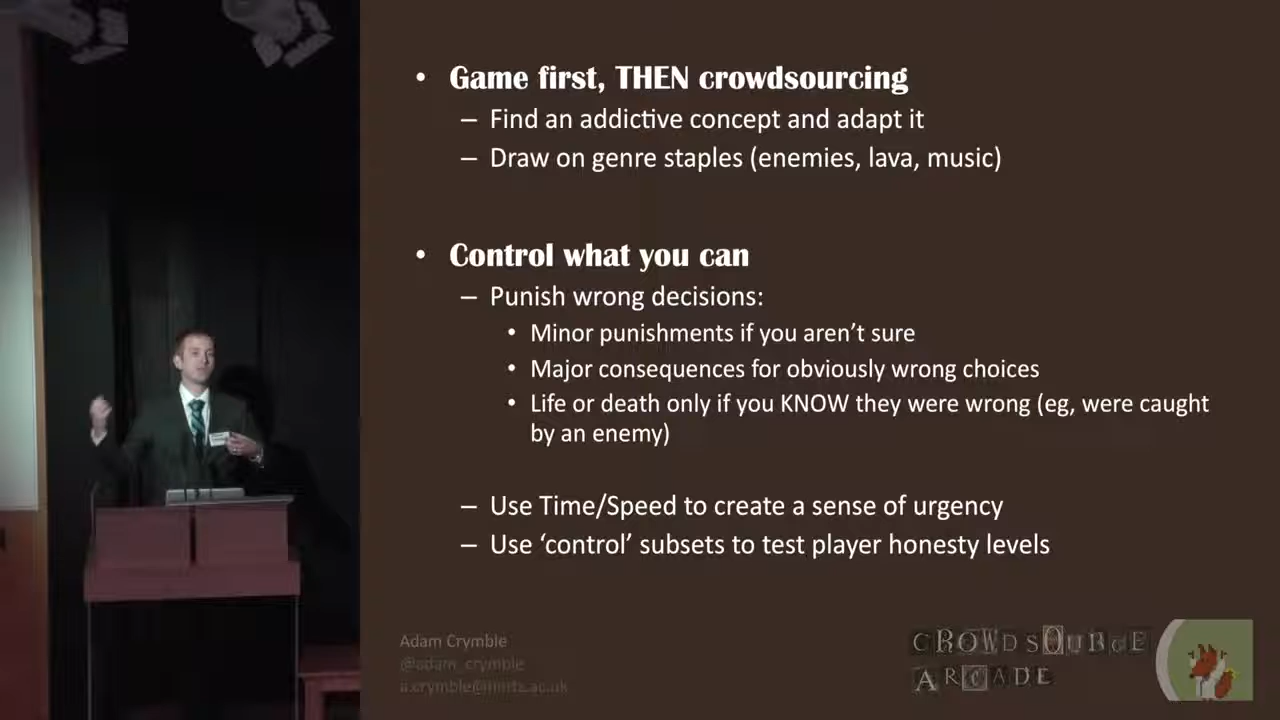 • Game first, THEN crowdsourcing
– Find an addictive concept and adapt it
– Draw on genre staples (enemies, lava, music)
• Control what you can
– Punish wrong decisions:
• Minor punishments if you aren’t sure
• Major consequences for obviously wrong choices
• Life or death only if you KNOW they were wrong (eg, were caught
by an enemy)
– Use Time/Speed to create a sense of urgency
– Use ‘control’ subsets to test player honesty levels
Adam Crymble
@adam_crymble
CROWDSOURCE
ARCADE